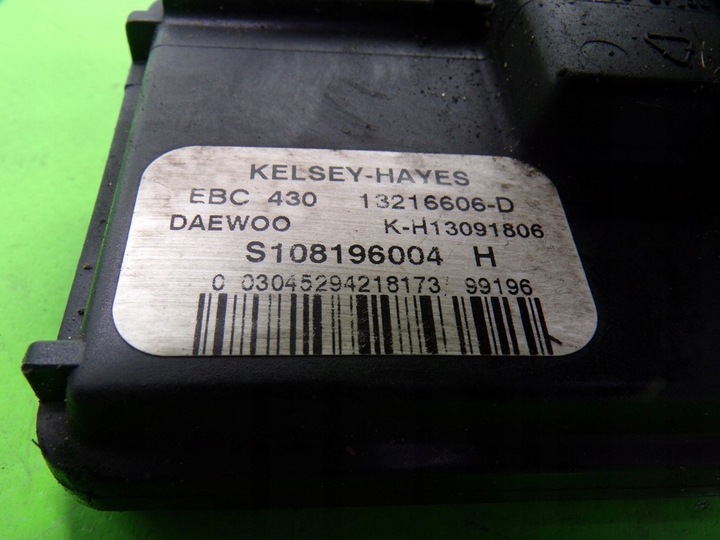 KELSEY-HAYES
EBC 430 13216606-D
DAEWOO K-H13091806
S108196004 H
0 03045294218173 99196